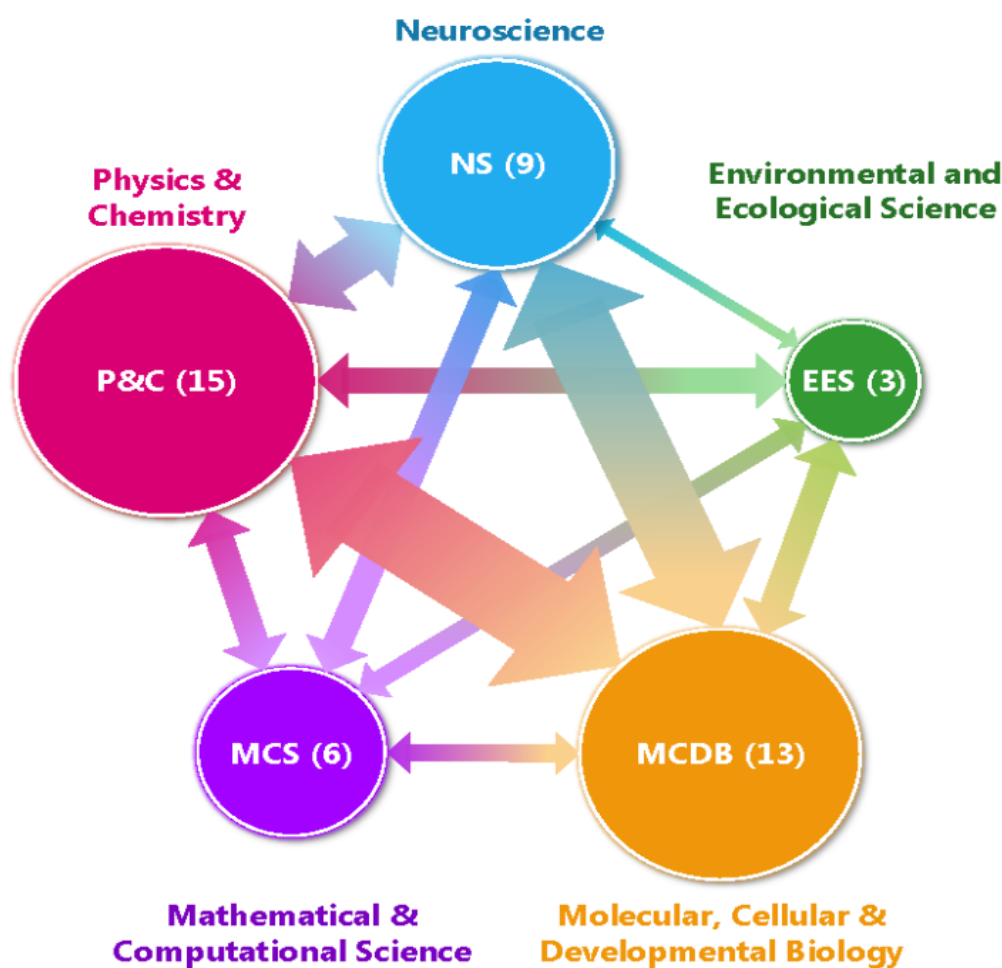 Neuroscience
NS (9)
Physics &
Chemistry
Environmental and
Ecological Science
P&C (15)
EES (3)
MCS (6)
MCDB (13)
Mathematical &
Computational Science
Molecular, Cellular &
Developmental Biology